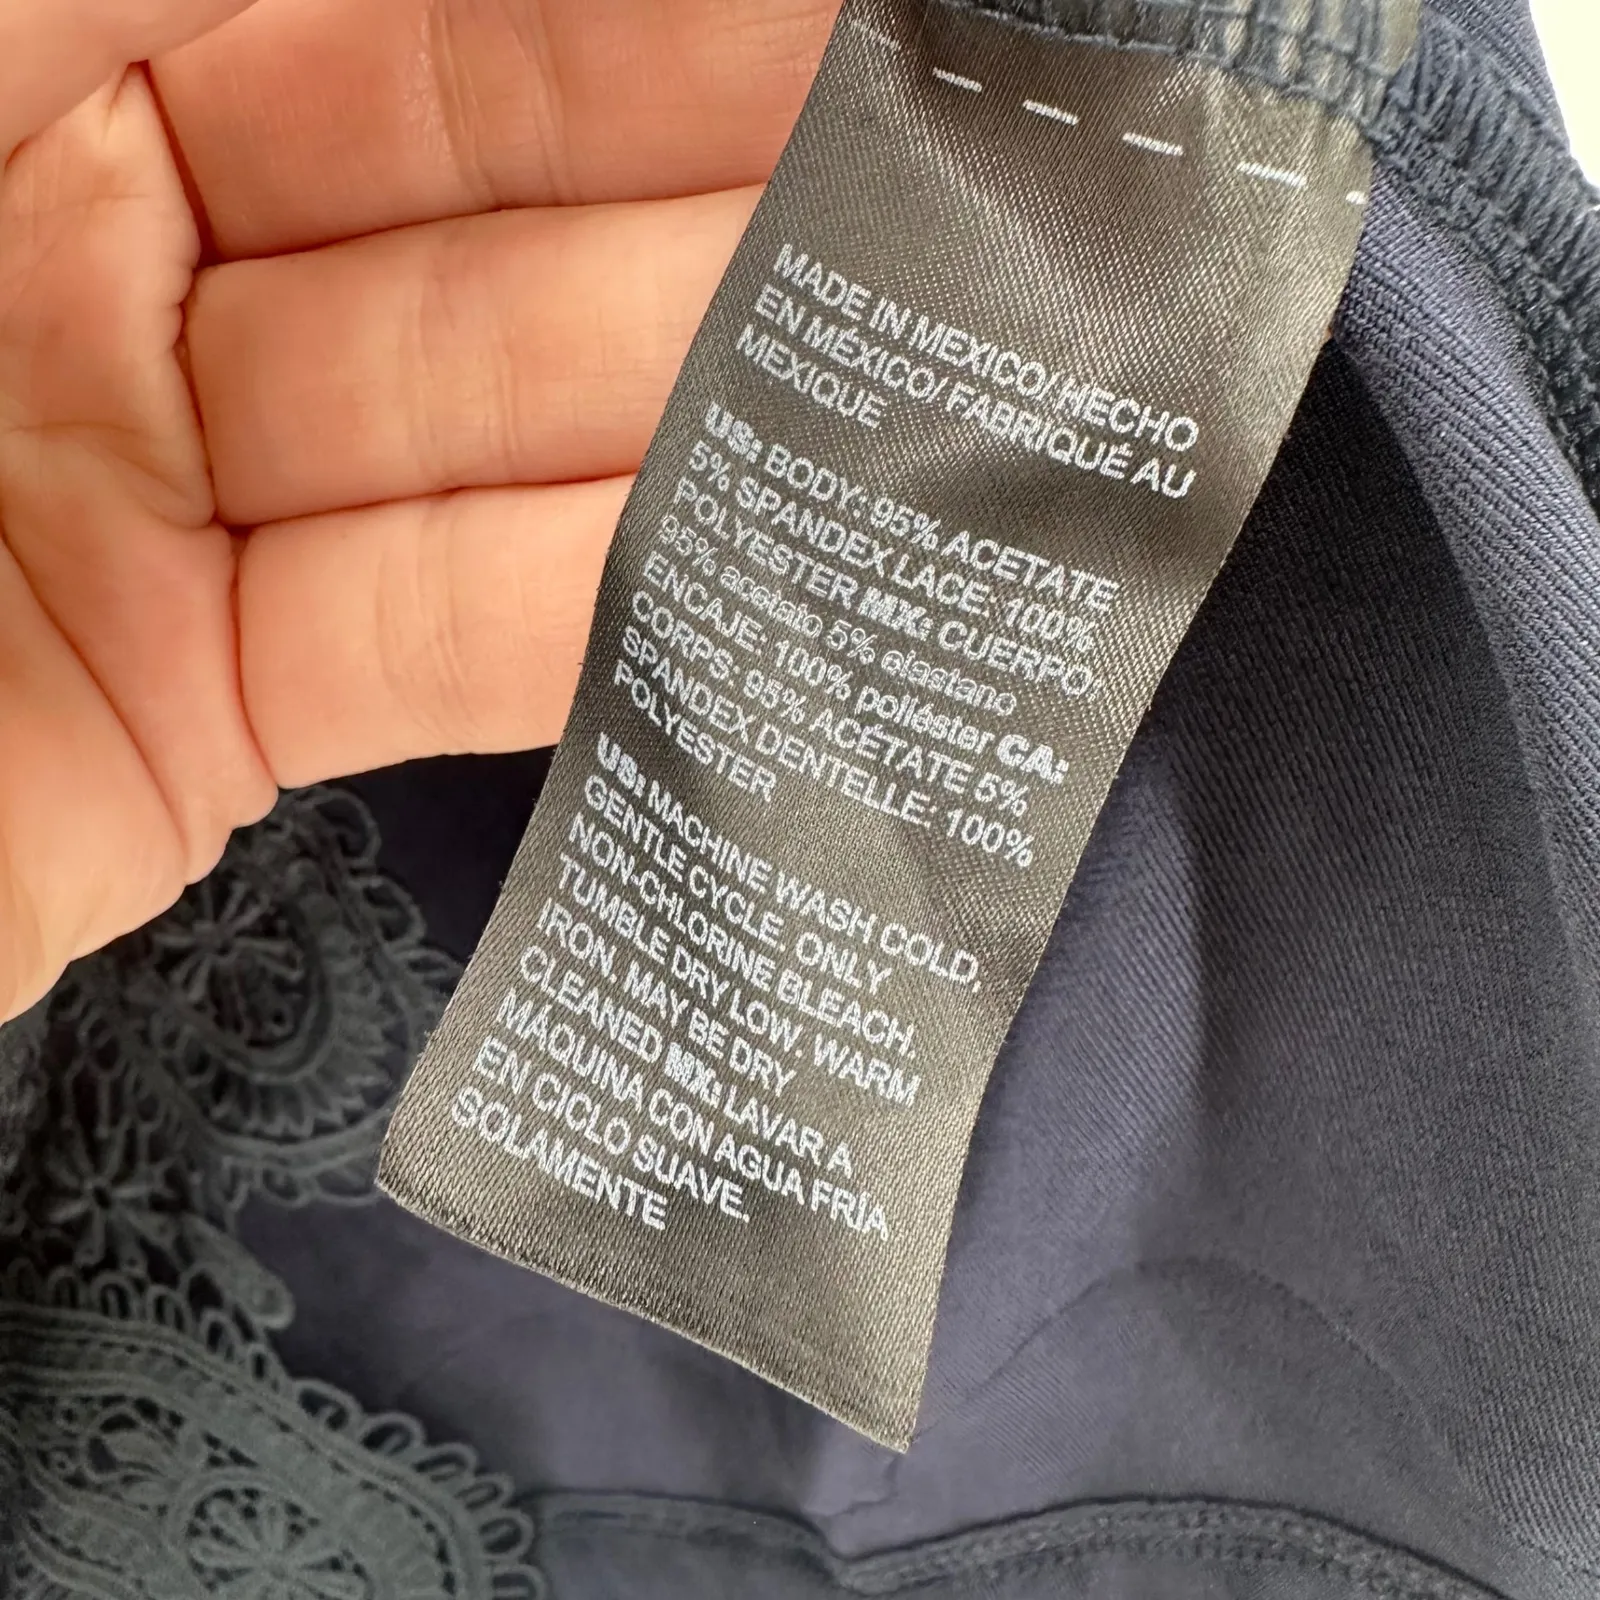 MADE IN MEXICO/ HECHO
EN MÉXICO/ FABRIQUÉ AU
MEXIQUE
US: BODY: 95% ACETATE
5% SPANDEX LACE: 100%
POLYESTER MX: CUERPO:
95% acetato 5% elastano
ENCAJE: 100% poliéster CA:
CORPS: 95% ACÉTATE 5%
SPANDEX DENTELLE: 100%
POLYESTER
US: MACHINE WASH COLD,
GENTLE CYCLE. ONLY
NON-CHLORINE BLEACH.
TUMBLE DRY LOW. WARM
IRON. MAY BE DRY
CLEANED MX: LAVAR A
MÁQUINA CON AGUA FRÍA
EN CICLO SUAVE.
SOLAMENTE